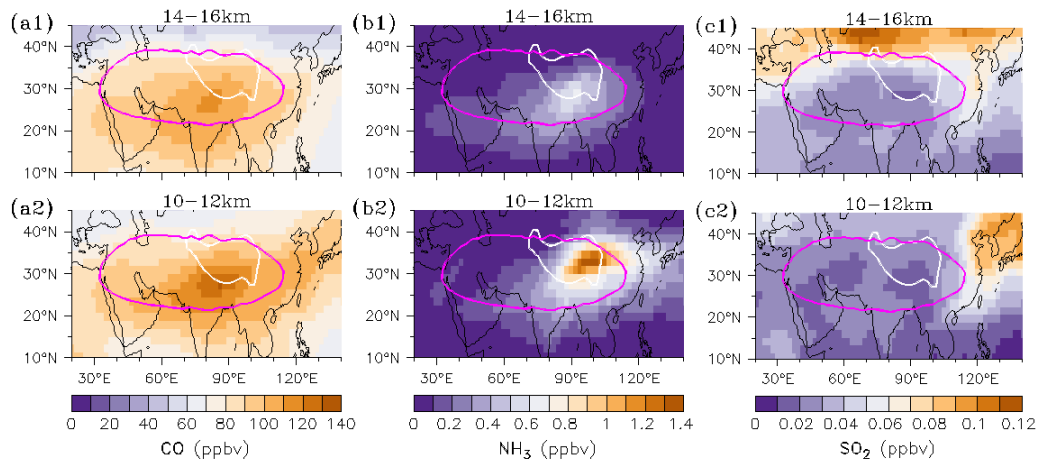 (a1) 14−16km
40°N
30°N
20°N
10°N
(b1) 14−16km
40°N
30°N
20°N
10°N
(c1) 14−16km
40°N
30°N
20°N
10°N
(a2) 10−12km
40°N
30°N
20°N
10°N
30°E 60°E 90°E 120°E
(b2) 10−12km
40°N
30°N
20°N
10°N
30°E 60°E 90°E 120°E
(c2) 10−12km
40°N
30°N
20°N
10°N
30°E 60°E 90°E 120°E
0 20 40 60 80 100 120 140
CO (ppbv)
0 0.2 0.4 0.6 0.8 1 1.2 1.4
NH₃ (ppbv)
0 0.02 0.04 0.06 0.08 0.1 0.12
SO₂ (ppbv)